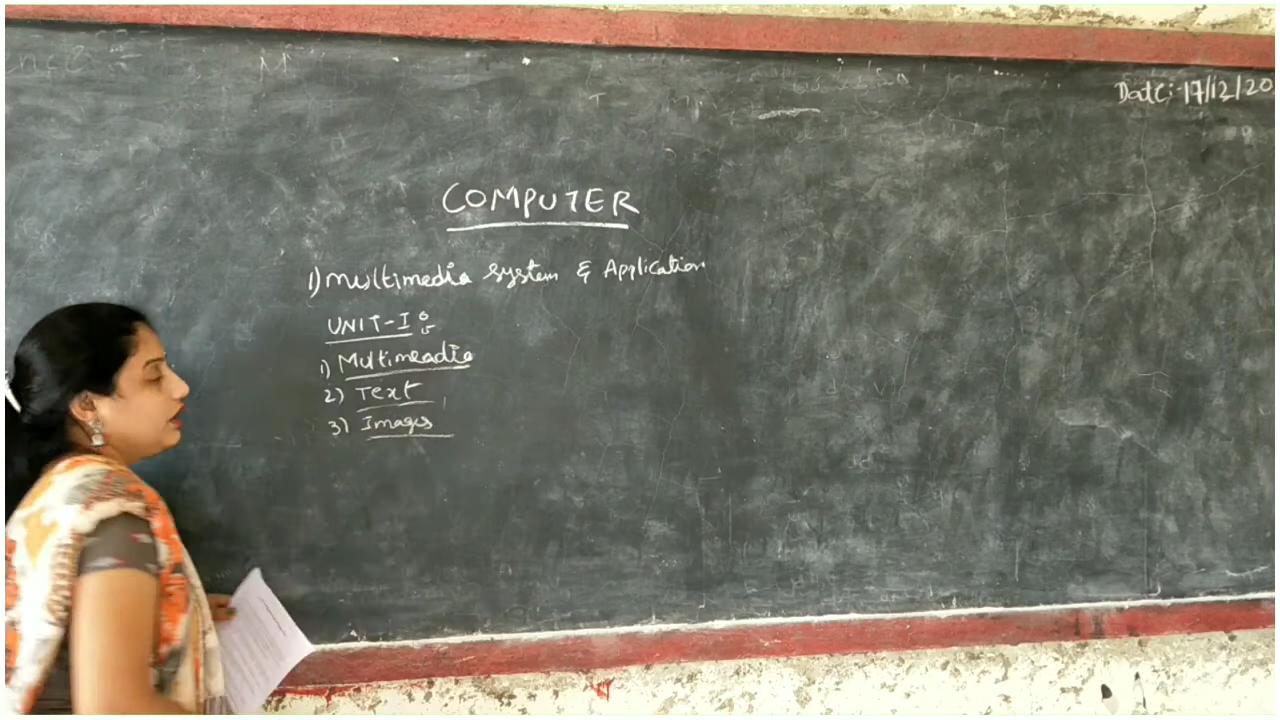 Date:-17/12/20
COMPUTER
1) Multimedia System & Application
UNIT-I :
1) Multimeadia
2) Text
3) Images